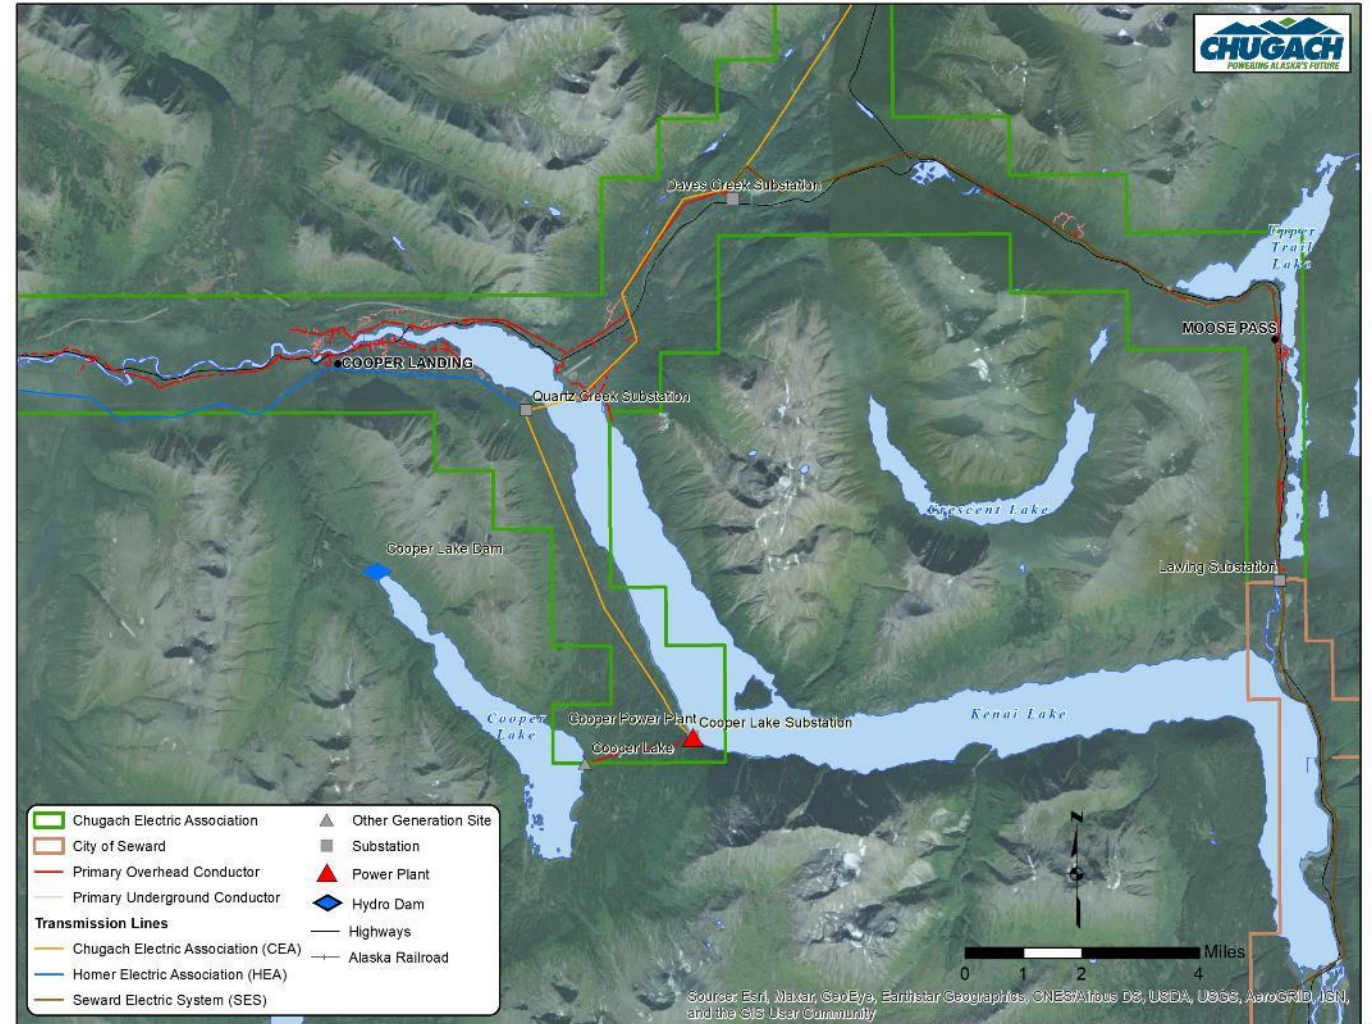 CHUGACH
POWERING ALASKA'S FUTURE
Daves Creek Substation
Upper
Trail
Lake
MOOSE PASS
COOPER LANDING
Quartz Creek Substation
Crescent Lake
Cooper Lake Dam
Lawing Substation
Cooper
Lake
Cooper Power Plant
Cooper Lake Substation
Kenai Lake
Cooper Lake
Chugach Electric Association
City of Seward
Primary Overhead Conductor
Primary Underground Conductor
Transmission Lines
Chugach Electric Association (CEA)
Homer Electric Association (HEA)
Seward Electric System (SES)
Other Generation Site
Substation
Power Plant
Hydro Dam
Highways
Alaska Railroad
N
Miles
0 1 2 4
Source: Esri, Maxar, GeoEye, Earthstar Geographics, CNES/Airbus DS, USDA, USGS, AeroGRID, IGN,
and the GIS User Community